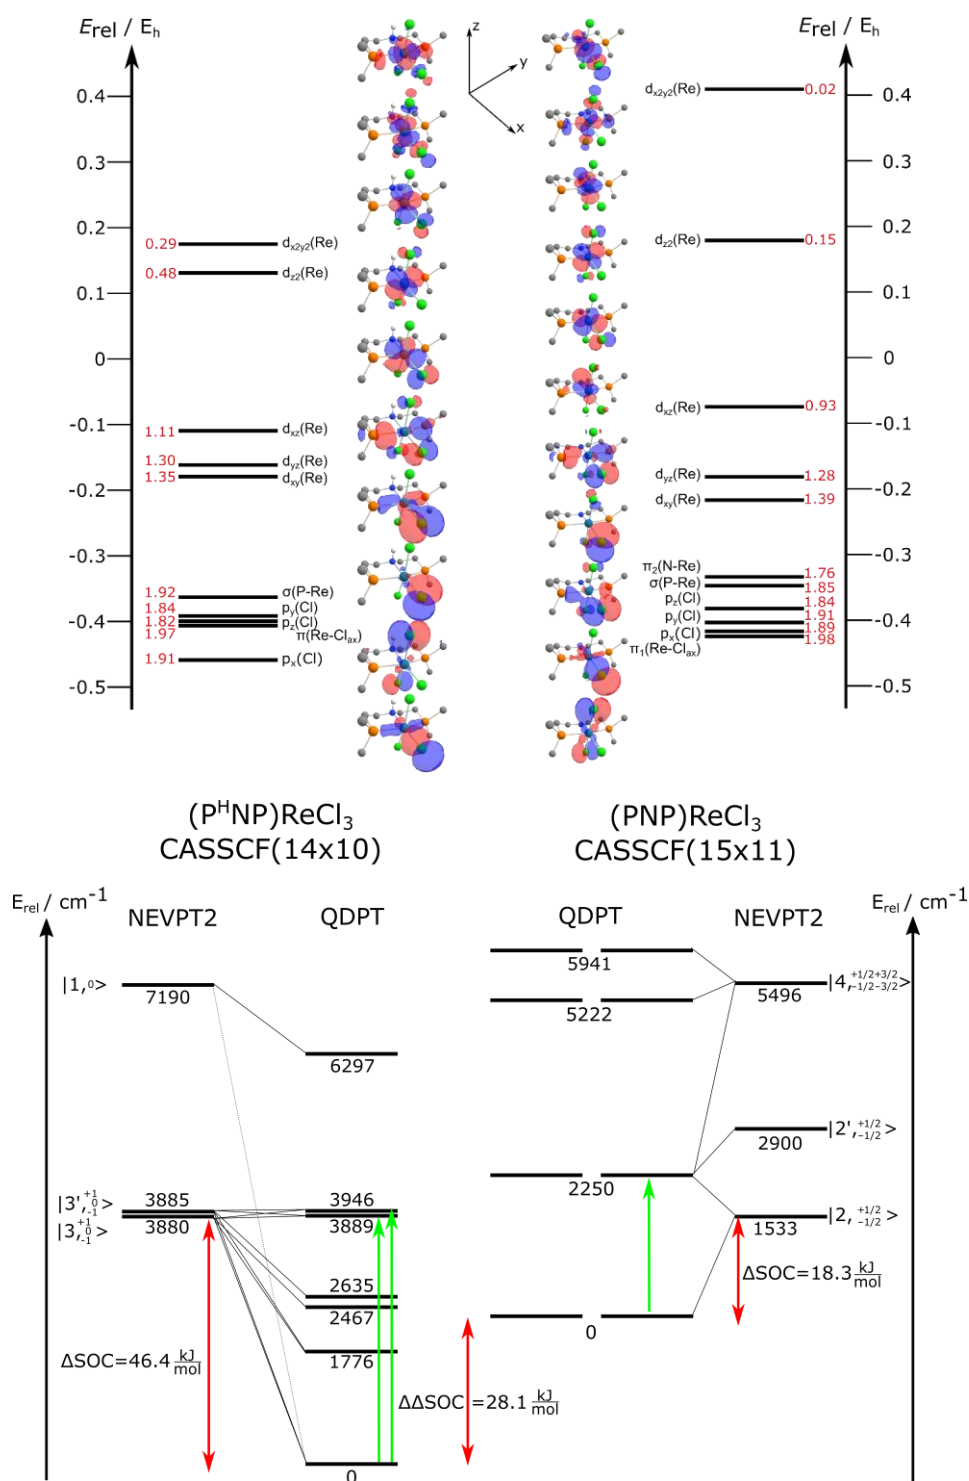 Erel / Eh
z
y
x
Erel / Eh
0.4
0.3
0.2
0.1
0
-0.1
-0.2
-0.3
-0.4
-0.5
0.29 dx2y2(Re)
0.48 dz2(Re)
1.11 dxz(Re)
1.30 dyz(Re)
1.35 dxy(Re)
1.92 σ(P-Re)
1.84 py(Cl)
1.82 pz(Cl)
1.97 π(Re-Clax)
1.91 px(Cl)
dx2y2(Re) 0.02
dz2(Re) 0.15
dxz(Re) 0.93
dyz(Re) 1.28
dxy(Re) 1.39
π2(N-Re) 1.76
σ(P-Re) 1.85
pz(Cl) 1.84
py(Cl) 1.91
px(Cl) 1.89
π1(Re-Clax) 1.98
0.4
0.3
0.2
0.1
0
-0.1
-0.2
-0.3
-0.4
-0.5
(PHNP)ReCl3
CASSCF(14x10)
(PNP)ReCl3
CASSCF(15x11)
Erel / cm-1
NEVPT2
QDPT
|1,0>
7190
6297
|3',+1 0 -1>
3885
3946
|3,+1 0 -1>
3880
3889
2635
2467
1776
0
ΔSOC=46.4 kJ/mol
ΔΔSOC=28.1 kJ/mol
QDPT
NEVPT2
Erel / cm-1
5941
5222
5496
|4,+1/2+3/2 -1/2-3/2>
2900
|2',+1/2 -1/2>
2250
1533
|2,+1/2 -1/2>
0
ΔSOC=18.3 kJ/mol